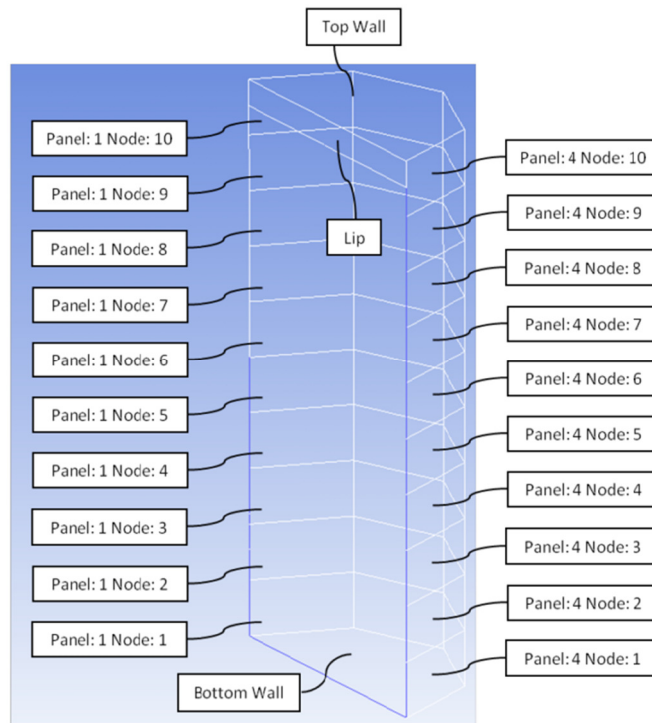 Top Wall
Panel: 1 Node: 10
Panel: 1 Node: 9
Panel: 1 Node: 8
Panel: 1 Node: 7
Panel: 1 Node: 6
Panel: 1 Node: 5
Panel: 1 Node: 4
Panel: 1 Node: 3
Panel: 1 Node: 2
Panel: 1 Node: 1
Lip
Bottom Wall
Panel: 4 Node: 10
Panel: 4 Node: 9
Panel: 4 Node: 8
Panel: 4 Node: 7
Panel: 4 Node: 6
Panel: 4 Node: 5
Panel: 4 Node: 4
Panel: 4 Node: 3
Panel: 4 Node: 2
Panel: 4 Node: 1